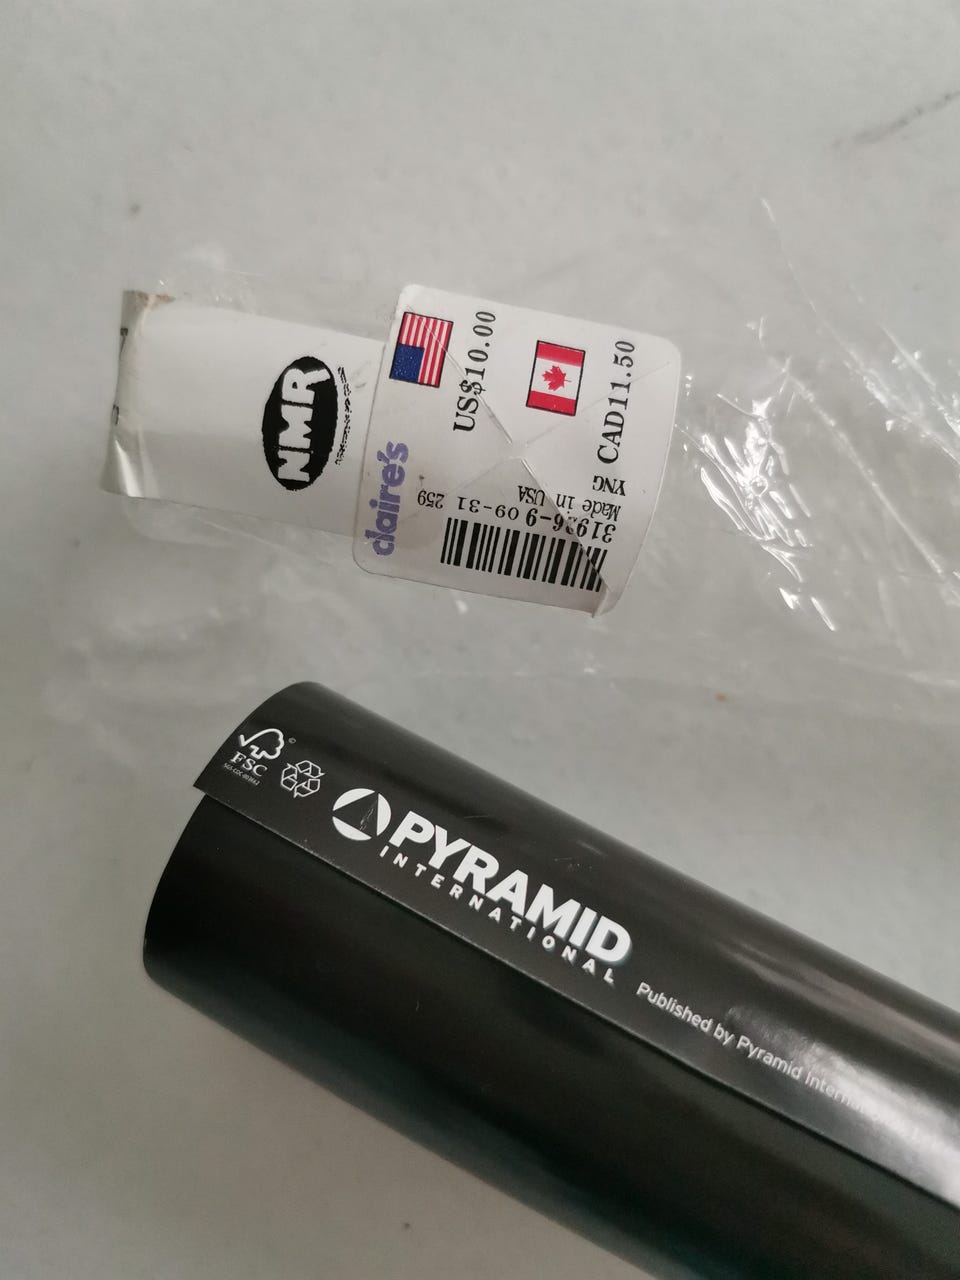 NMR
claire's
US$10.00
CAD11.50
YNG
Made in USA
31926-9 09-31 259
FSC
PYRAMID
INTERNATIONAL
Published by Pyramid